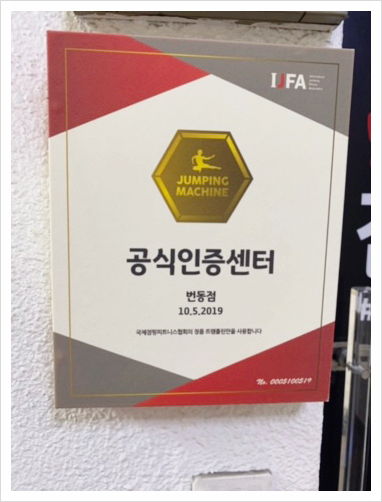 IJFA
JUMPING
MACHINE
공식인증센터
번동점
10.5.2019
국제점핑피트니스협회의 정품 트램폴린만을 사용합니다
No. 0005100519